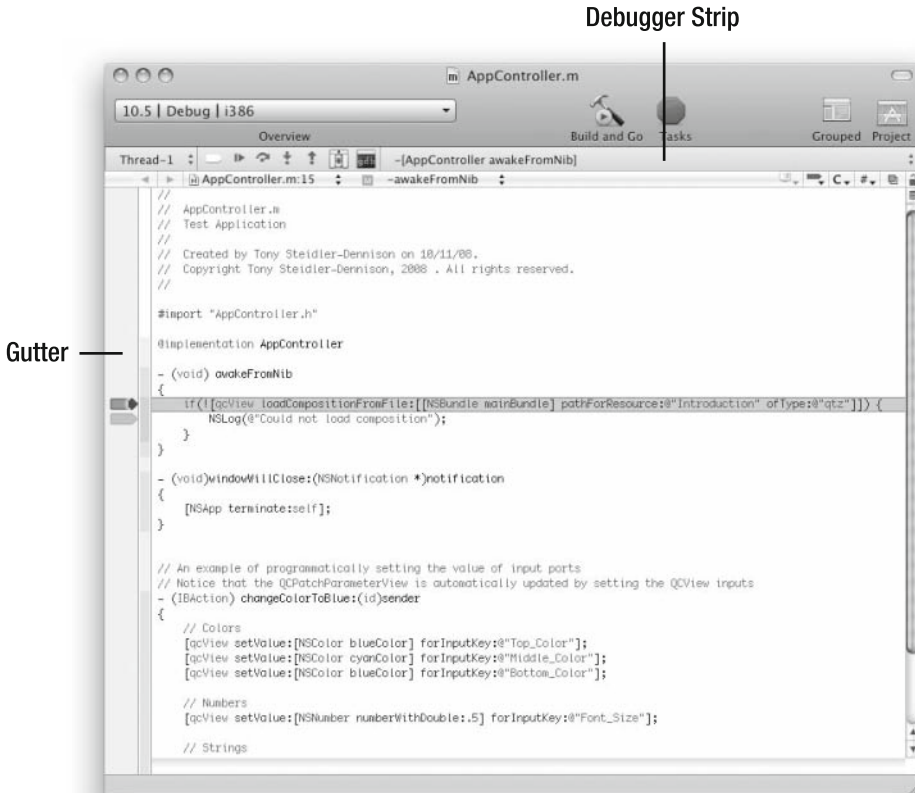 Debugger Strip
AppController.m
10.5 | Debug | i386
Overview
Build and Go
Tasks
Grouped
Project
Thread-1
-[AppController awakeFromNib]
AppController.m:15
-awakeFromNib
C
#
//
// AppController.m
// Test Application
//
// Created by Tony Steidler-Dennison on 10/11/08.
// Copyright Tony Steidler-Dennison, 2008 . All rights reserved.
//
#import "AppController.h"
@implementation AppController
Gutter
- (void) awakeFromNib
{
if(![qcView loadCompositionFromFile:[[NSBundle mainBundle] pathForResource:@"Introduction" ofType:@"qtz"]]) {
NSLog(@"Could not load composition");
}
}
- (void)windowWillClose:(NSNotification *)notification
{
[NSApp terminate:self];
}
// An example of programmatically setting the value of input ports
// Notice that the QCPatchParameterView is automatically updated by setting the QCView inputs
- (IBAction) changeColorToBlue:(id)sender
{
// Colors
[qcView setValue:[NSColor blueColor] forInputKey:@"Top_Color"];
[qcView setValue:[NSColor cyanColor] forInputKey:@"Middle_Color"];
[qcView setValue:[NSColor blueColor] forInputKey:@"Bottom_Color"];
// Numbers
[qcView setValue:[NSNumber numberWithDouble:.5] forInputKey:@"Font_Size"];
// Strings